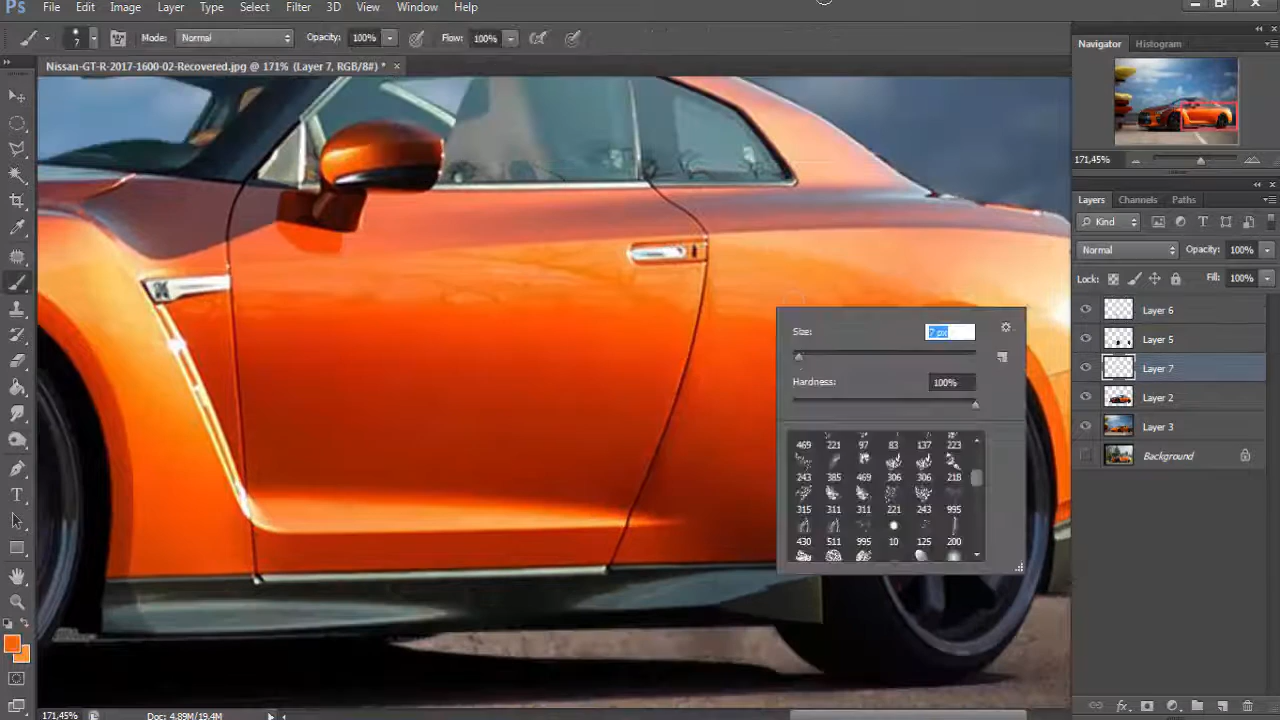 Ps File Edit Image Layer Type Select Filter 3D View Window Help
7 Mode: Normal Opacity: 100% Flow: 100%
Nissan-GT-R-2017-1600-02-Recovered.jpg @ 171% (Layer 7, RGB/8#) * ×
Navigator Histogram
171,45%
Layers Channels Paths
Kind
Normal Opacity: 100%
Lock: Fill: 100%
Layer 6
Layer 5
Layer 7
Layer 2
Layer 3
Background
Size: 7 px
Hardness: 100%
469 221 97 83 137 223
243 385 469 306 306 218
315 311 311 221 243 995
430 511 995 10 125 200
171,45% Doc: 4,89M/19,4M